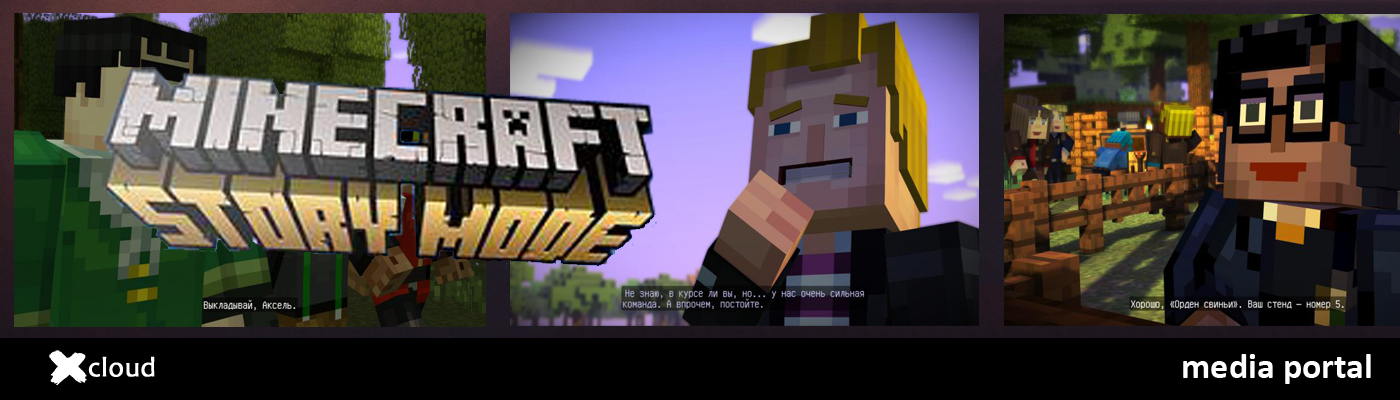 MINECRAFT
STORY MODE
Выкладывай, Аксель.
Не знаю, в курсе ли вы, но... у нас очень сильная
команда. А впрочем, постойте.
Хорошо, «Орден свиньи». Ваш стенд – номер 5.
Xcloud
media portal